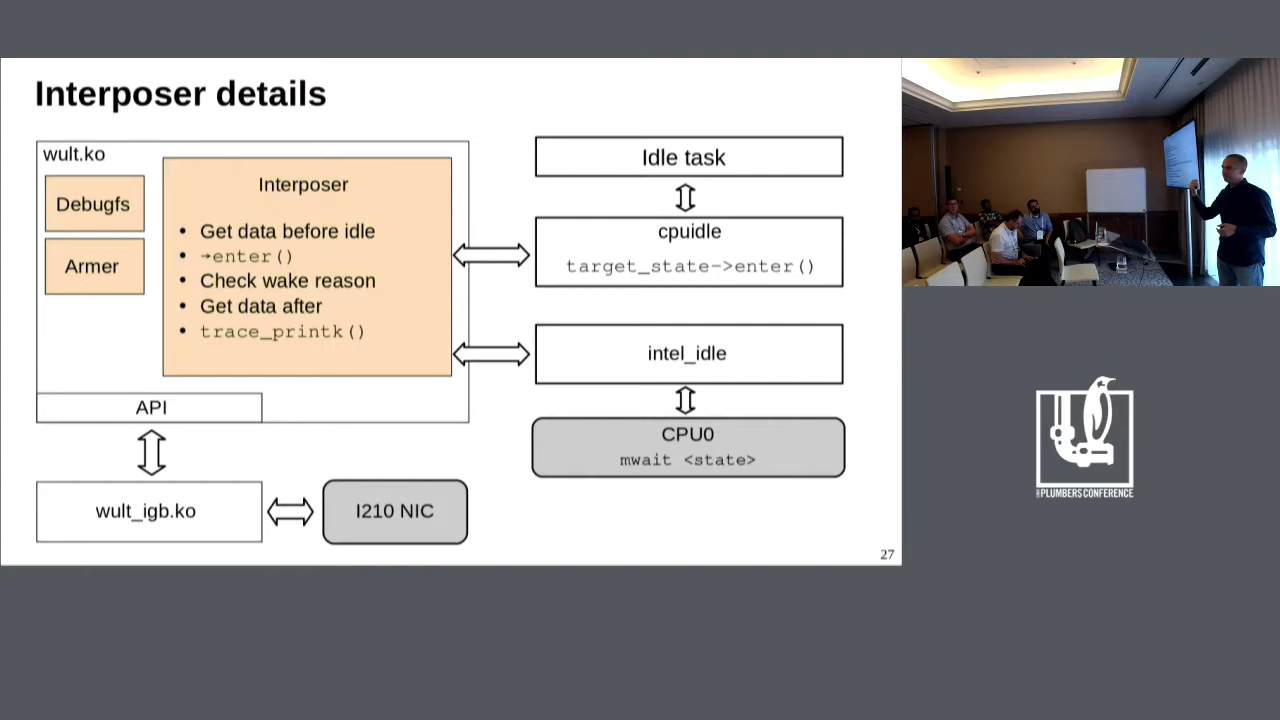 Interposer details
wult.ko
Debugfs
Armer
Interposer
• Get data before idle
• →enter()
• Check wake reason
• Get data after
• trace_printk()
API
wult_igb.ko
I210 NIC
Idle task
cpuidle
target_state->enter()
intel_idle
CPU0
mwait <state>
27
PLUMBERS CONFERENCE